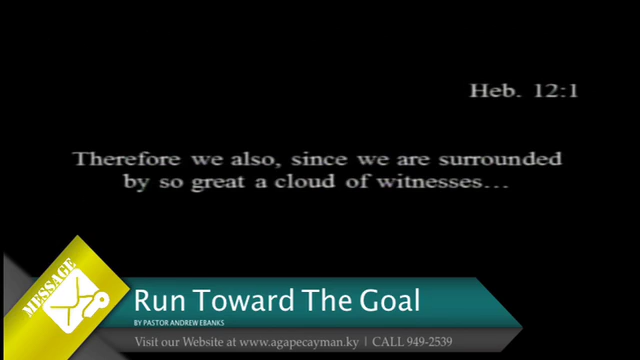 Heb. 12:1
Therefore we also, since we are surrounded
by so great a cloud of witnesses...
MESSAGE
Run Toward The Goal
BY PASTOR ANDREW EBANKS
Visit our Website at www.agapecayman.ky | CALL 949-2539